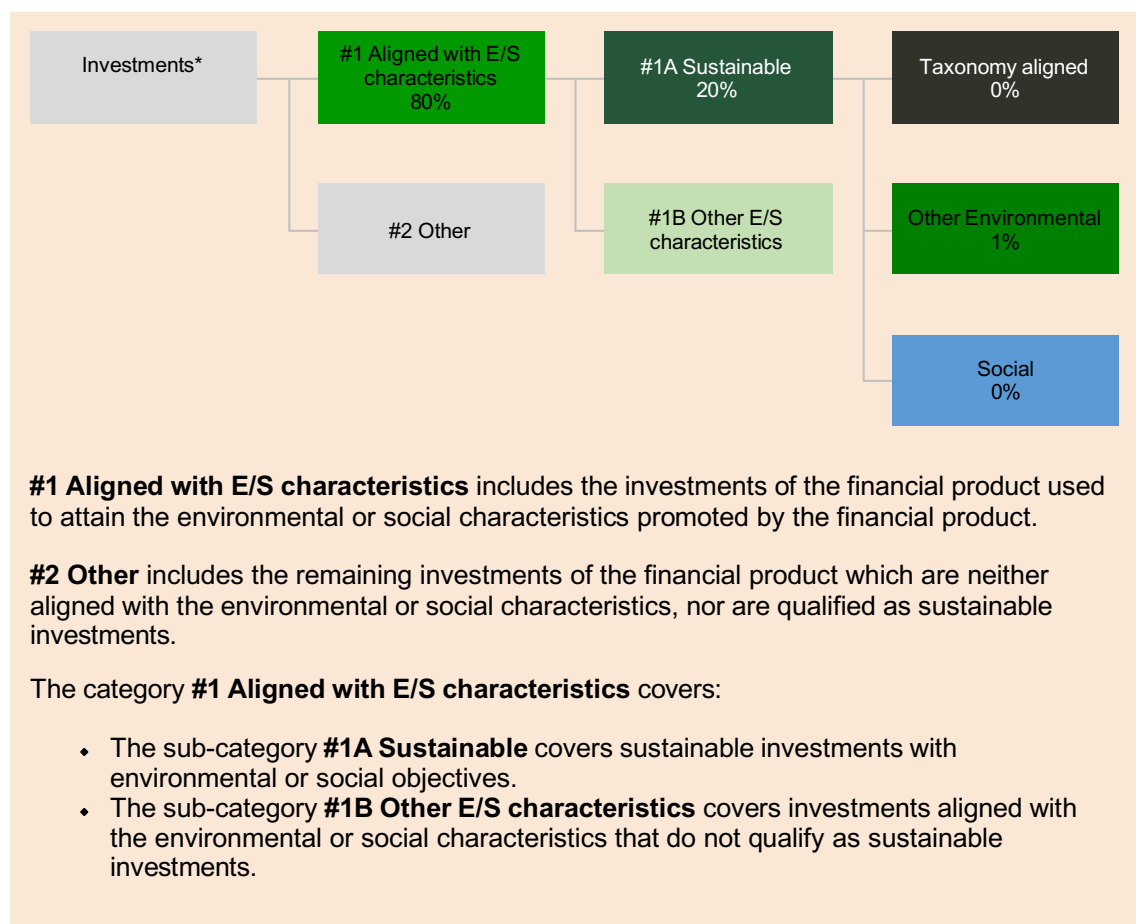 Investments*
#1 Aligned with E/S
characteristics
80%
#1A Sustainable
20%
Taxonomy aligned
0%
#2 Other
#1B Other E/S
characteristics
Other Environmental
1%
Social
0%
#1 Aligned with E/S characteristics includes the investments of the financial product used
to attain the environmental or social characteristics promoted by the financial product.
#2 Other includes the remaining investments of the financial product which are neither
aligned with the environmental or social characteristics, nor are qualified as sustainable
investments.
The category #1 Aligned with E/S characteristics covers:
• The sub-category #1A Sustainable covers sustainable investments with
environmental or social objectives.
• The sub-category #1B Other E/S characteristics covers investments aligned with
the environmental or social characteristics that do not qualify as sustainable
investments.